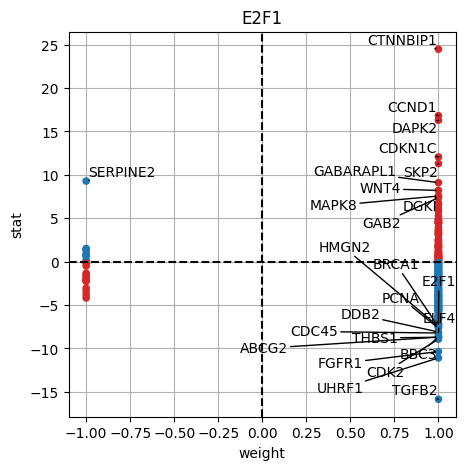 E2F1
CTNNBIP1
CCND1
DAPK2
CDKN1C
GABARAPL1
SKP2
SERPINE2
WNT4
MAPK8
DGKI
GAB2
HMGN2
BRCA1
E2F1
PCNA
DDB2
ELF4
CDC45
THBS1
ABCG2
BBC3
FGFR1
CDK2
UHRF1
TGFB2
25
20
15
10
5
0
−5
−10
−15
stat
−1.00 −0.75 −0.50 −0.25 0.00 0.25 0.50 0.75 1.00
weight